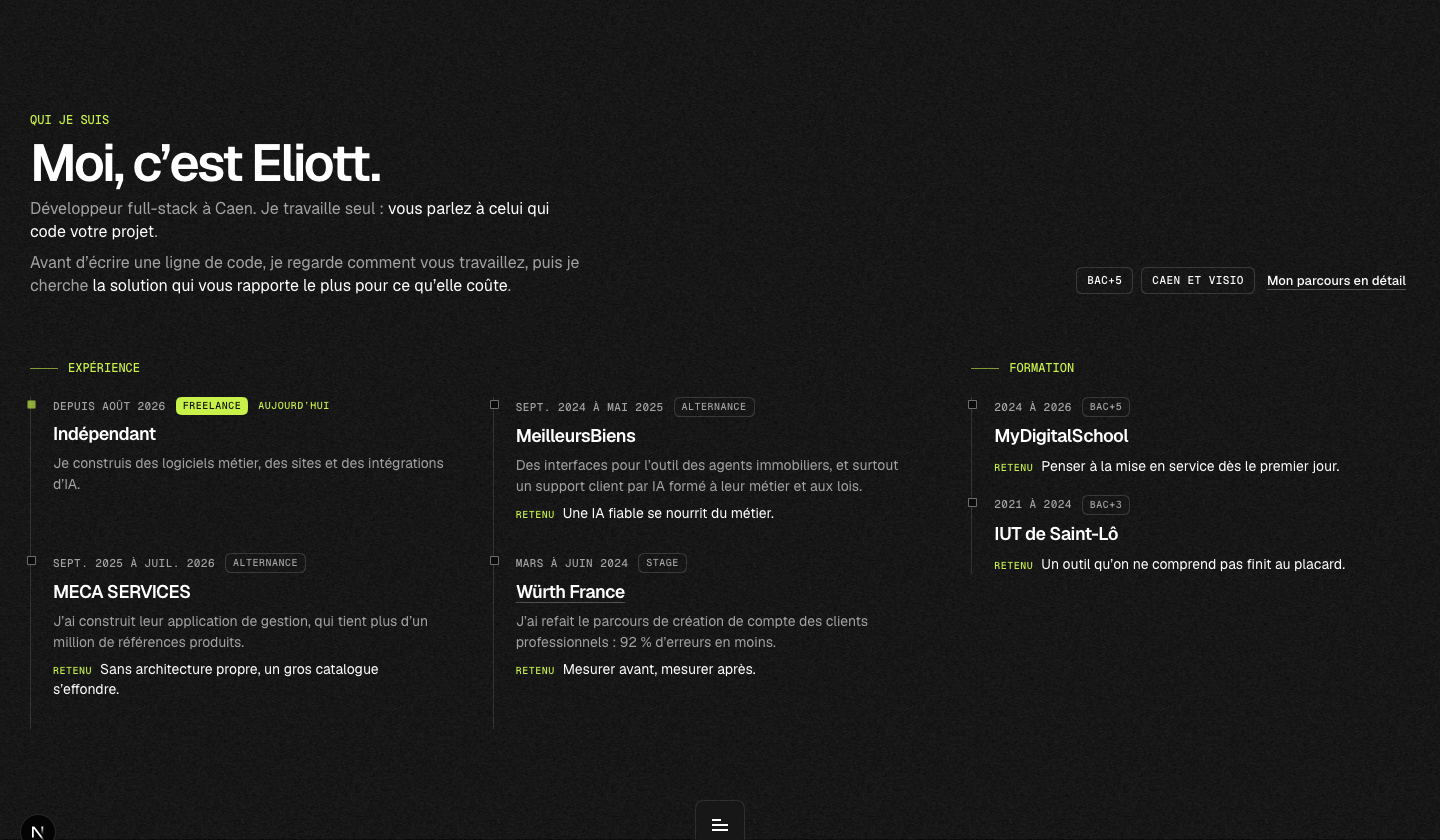 QUI JE SUIS
Moi, c’est Eliott.
Développeur full-stack à Caen. Je travaille seul : vous parlez à celui qui
code votre projet.
Avant d’écrire une ligne de code, je regarde comment vous travaillez, puis je
cherche la solution qui vous rapporte le plus pour ce qu’elle coûte.
BAC+5 CAEN ET VISIO Mon parcours en détail
EXPÉRIENCE
DEPUIS AOÛT 2026 FREELANCE AUJOURD’HUI
Indépendant
Je construis des logiciels métier, des sites et des intégrations
d’IA.
SEPT. 2025 À JUIL. 2026 ALTERNANCE
MECA SERVICES
J’ai construit leur application de gestion, qui tient plus d’un
million de références produits.
RETENU Sans architecture propre, un gros catalogue
s’effondre.
SEPT. 2024 À MAI 2025 ALTERNANCE
MeilleursBiens
Des interfaces pour l’outil des agents immobiliers, et surtout
un support client par IA formé à leur métier et aux lois.
RETENU Une IA fiable se nourrit du métier.
MARS À JUIN 2024 STAGE
Würth France
J’ai refait le parcours de création de compte des clients
professionnels : 92 % d’erreurs en moins.
RETENU Mesurer avant, mesurer après.
FORMATION
2024 À 2026 BAC+5
MyDigitalSchool
RETENU Penser à la mise en service dès le premier jour.
2021 À 2024 BAC+3
IUT de Saint-Lô
RETENU Un outil qu’on ne comprend pas finit au placard.
N